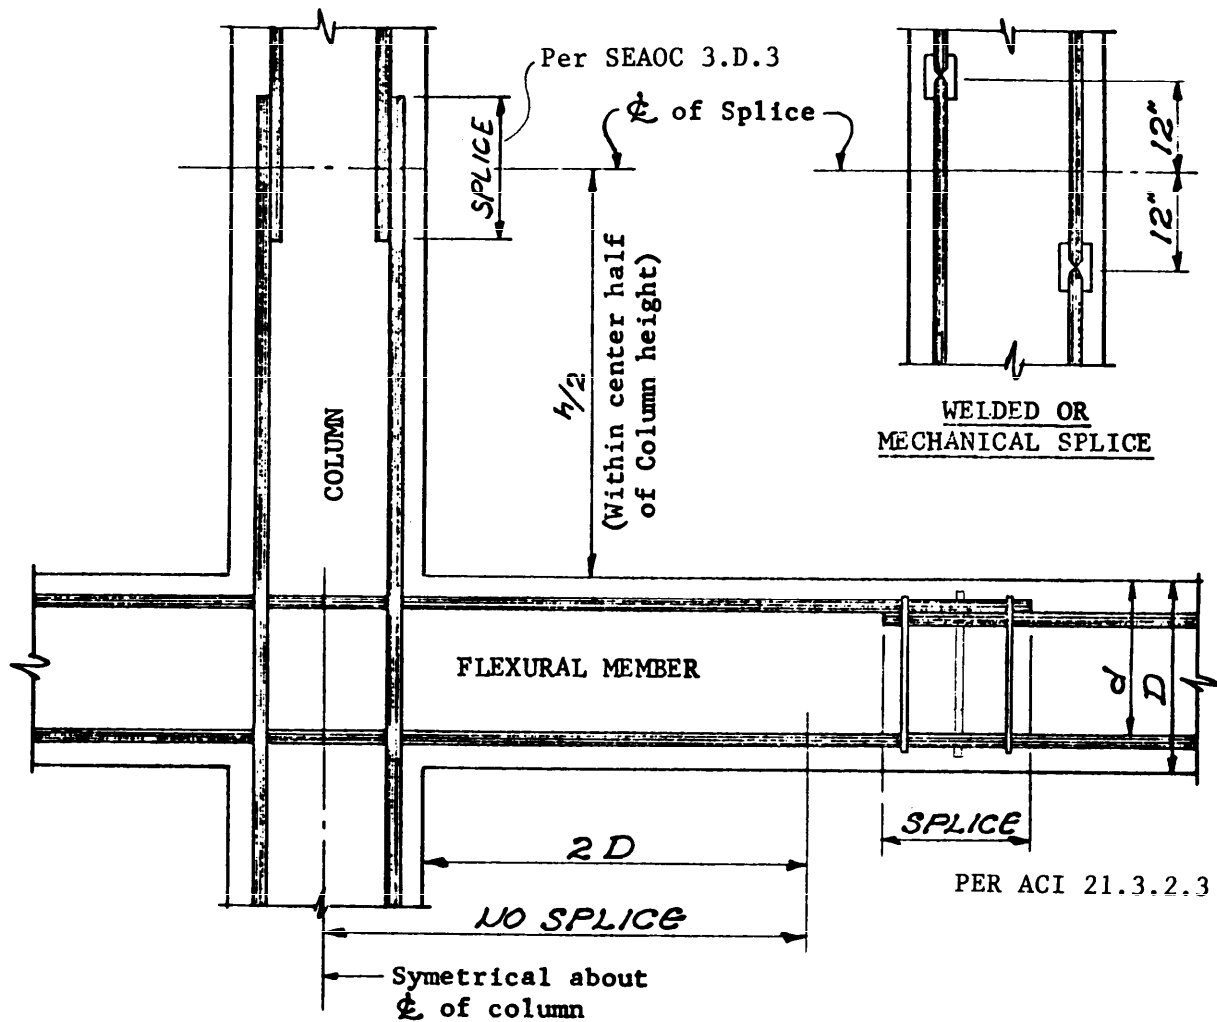 Per SEAOC 3.D.3
℄ of Splice
SPLICE
12"
12"
h/2
(Within center half
of Column height)
COLUMN
WELDED OR
MECHANICAL SPLICE
FLEXURAL MEMBER
d
D
SPLICE
2D
PER ACI 21.3.2.3
NO SPLICE
Symetrical about
℄ of column